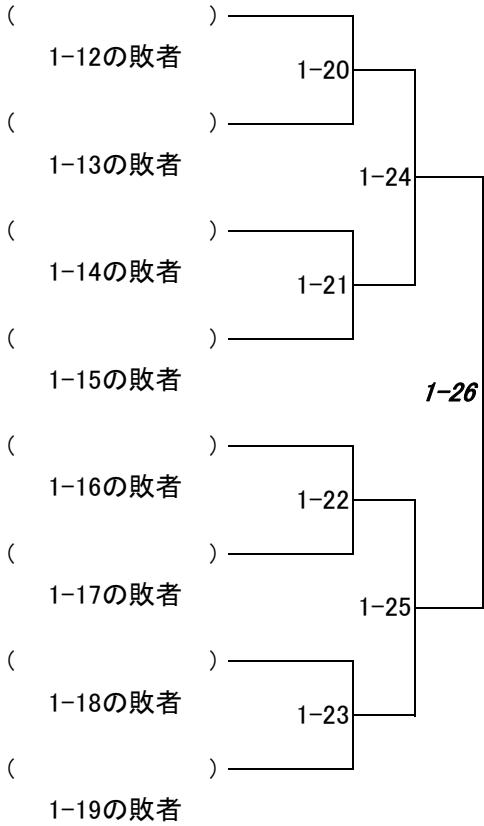 (　　　　　　　)
1-12の敗者
1-20
(　　　　　　　)
1-13の敗者
1-24
(　　　　　　　)
1-14の敗者
1-21
(　　　　　　　)
1-15の敗者
1-26
(　　　　　　　)
1-16の敗者
1-22
(　　　　　　　)
1-17の敗者
1-25
(　　　　　　　)
1-18の敗者
1-23
(　　　　　　　)
1-19の敗者